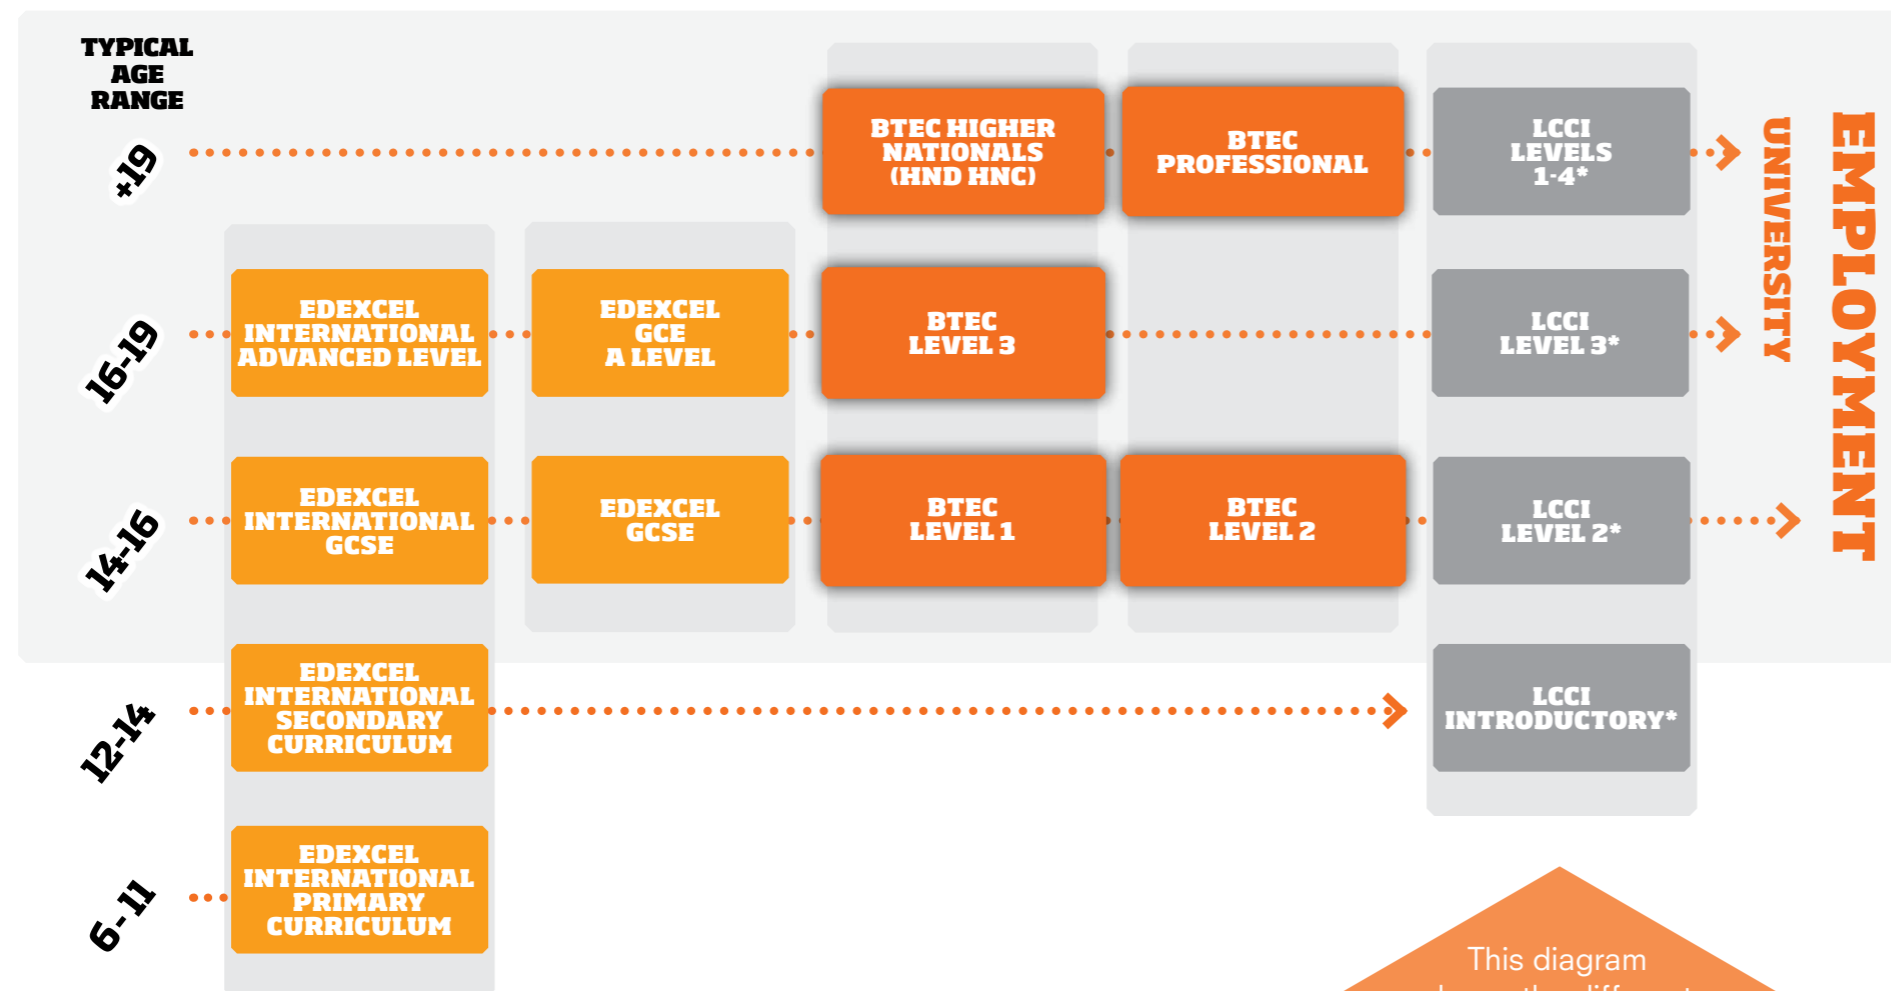 TYPICAL
AGE
RANGE
+19
BTEC HIGHER
NATIONALS
(HND HNC)
BTEC
PROFESSIONAL
LCCI
LEVELS
1-4*
UNIVERSITY
EMPLOYMENT
16-19
EDEXCEL
INTERNATIONAL
ADVANCED LEVEL
EDEXCEL
GCE
A LEVEL
BTEC
LEVEL 3
LCCI
LEVEL 3*
14-16
EDEXCEL
INTERNATIONAL
GCSE
EDEXCEL
GCSE
BTEC
LEVEL 1
BTEC
LEVEL 2
LCCI
LEVEL 2*
12-14
EDEXCEL
INTERNATIONAL
SECONDARY
CURRICULUM
LCCI
INTRODUCTORY*
6-11
EDEXCEL
INTERNATIONAL
PRIMARY
CURRICULUM
This diagram